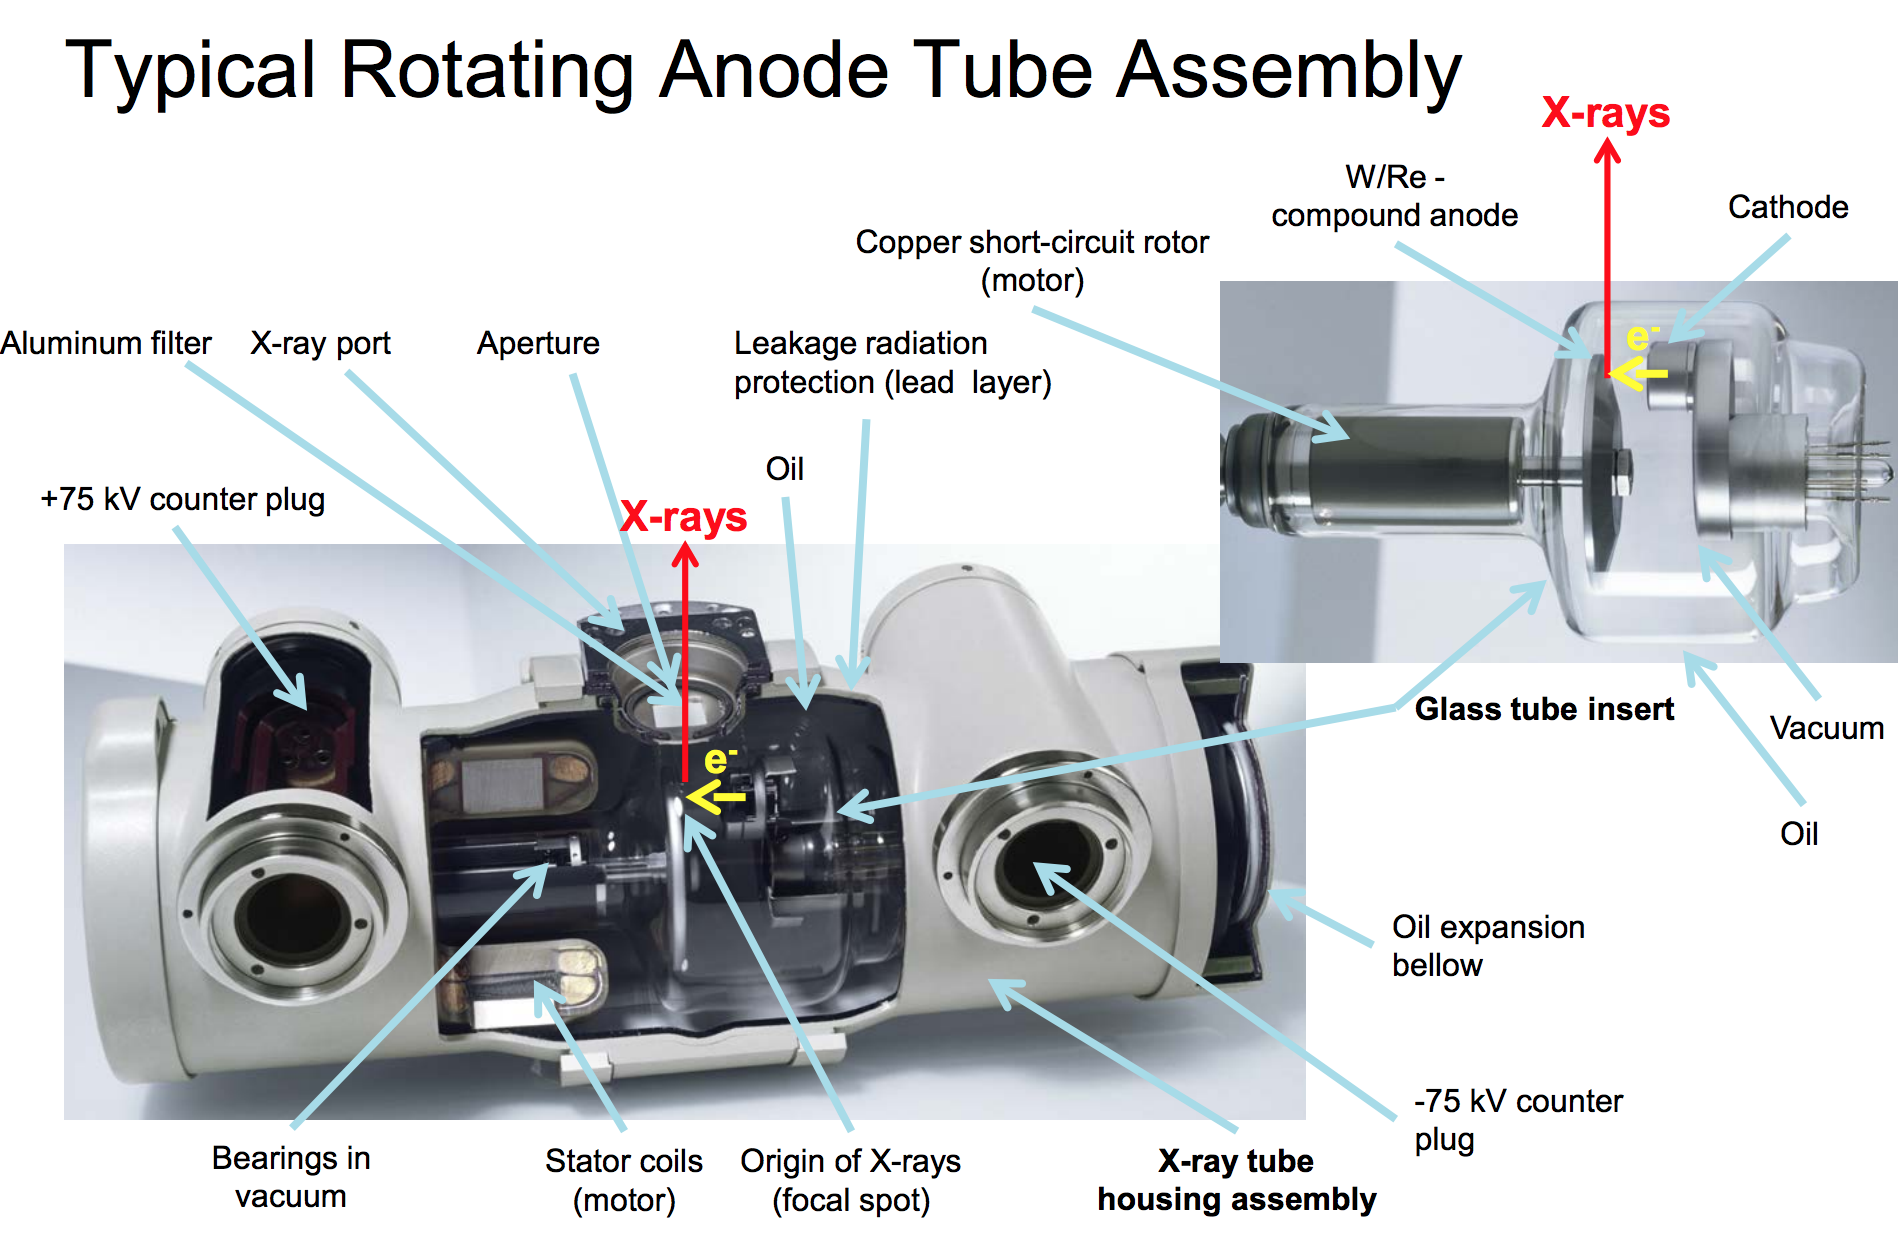 Typical Rotating Anode Tube Assembly
X-rays
W/Re -
compound anode
Cathode
Copper short-circuit rotor
(motor)
e-
Aluminum filter
X-ray port
Aperture
Leakage radiation
protection (lead layer)
Oil
+75 kV counter plug
X-rays
Glass tube insert
Vacuum
e-
Oil
Oil expansion
bellow
-75 kV counter
plug
Bearings in
vacuum
Stator coils
(motor)
Origin of X-rays
(focal spot)
X-ray tube
housing assembly